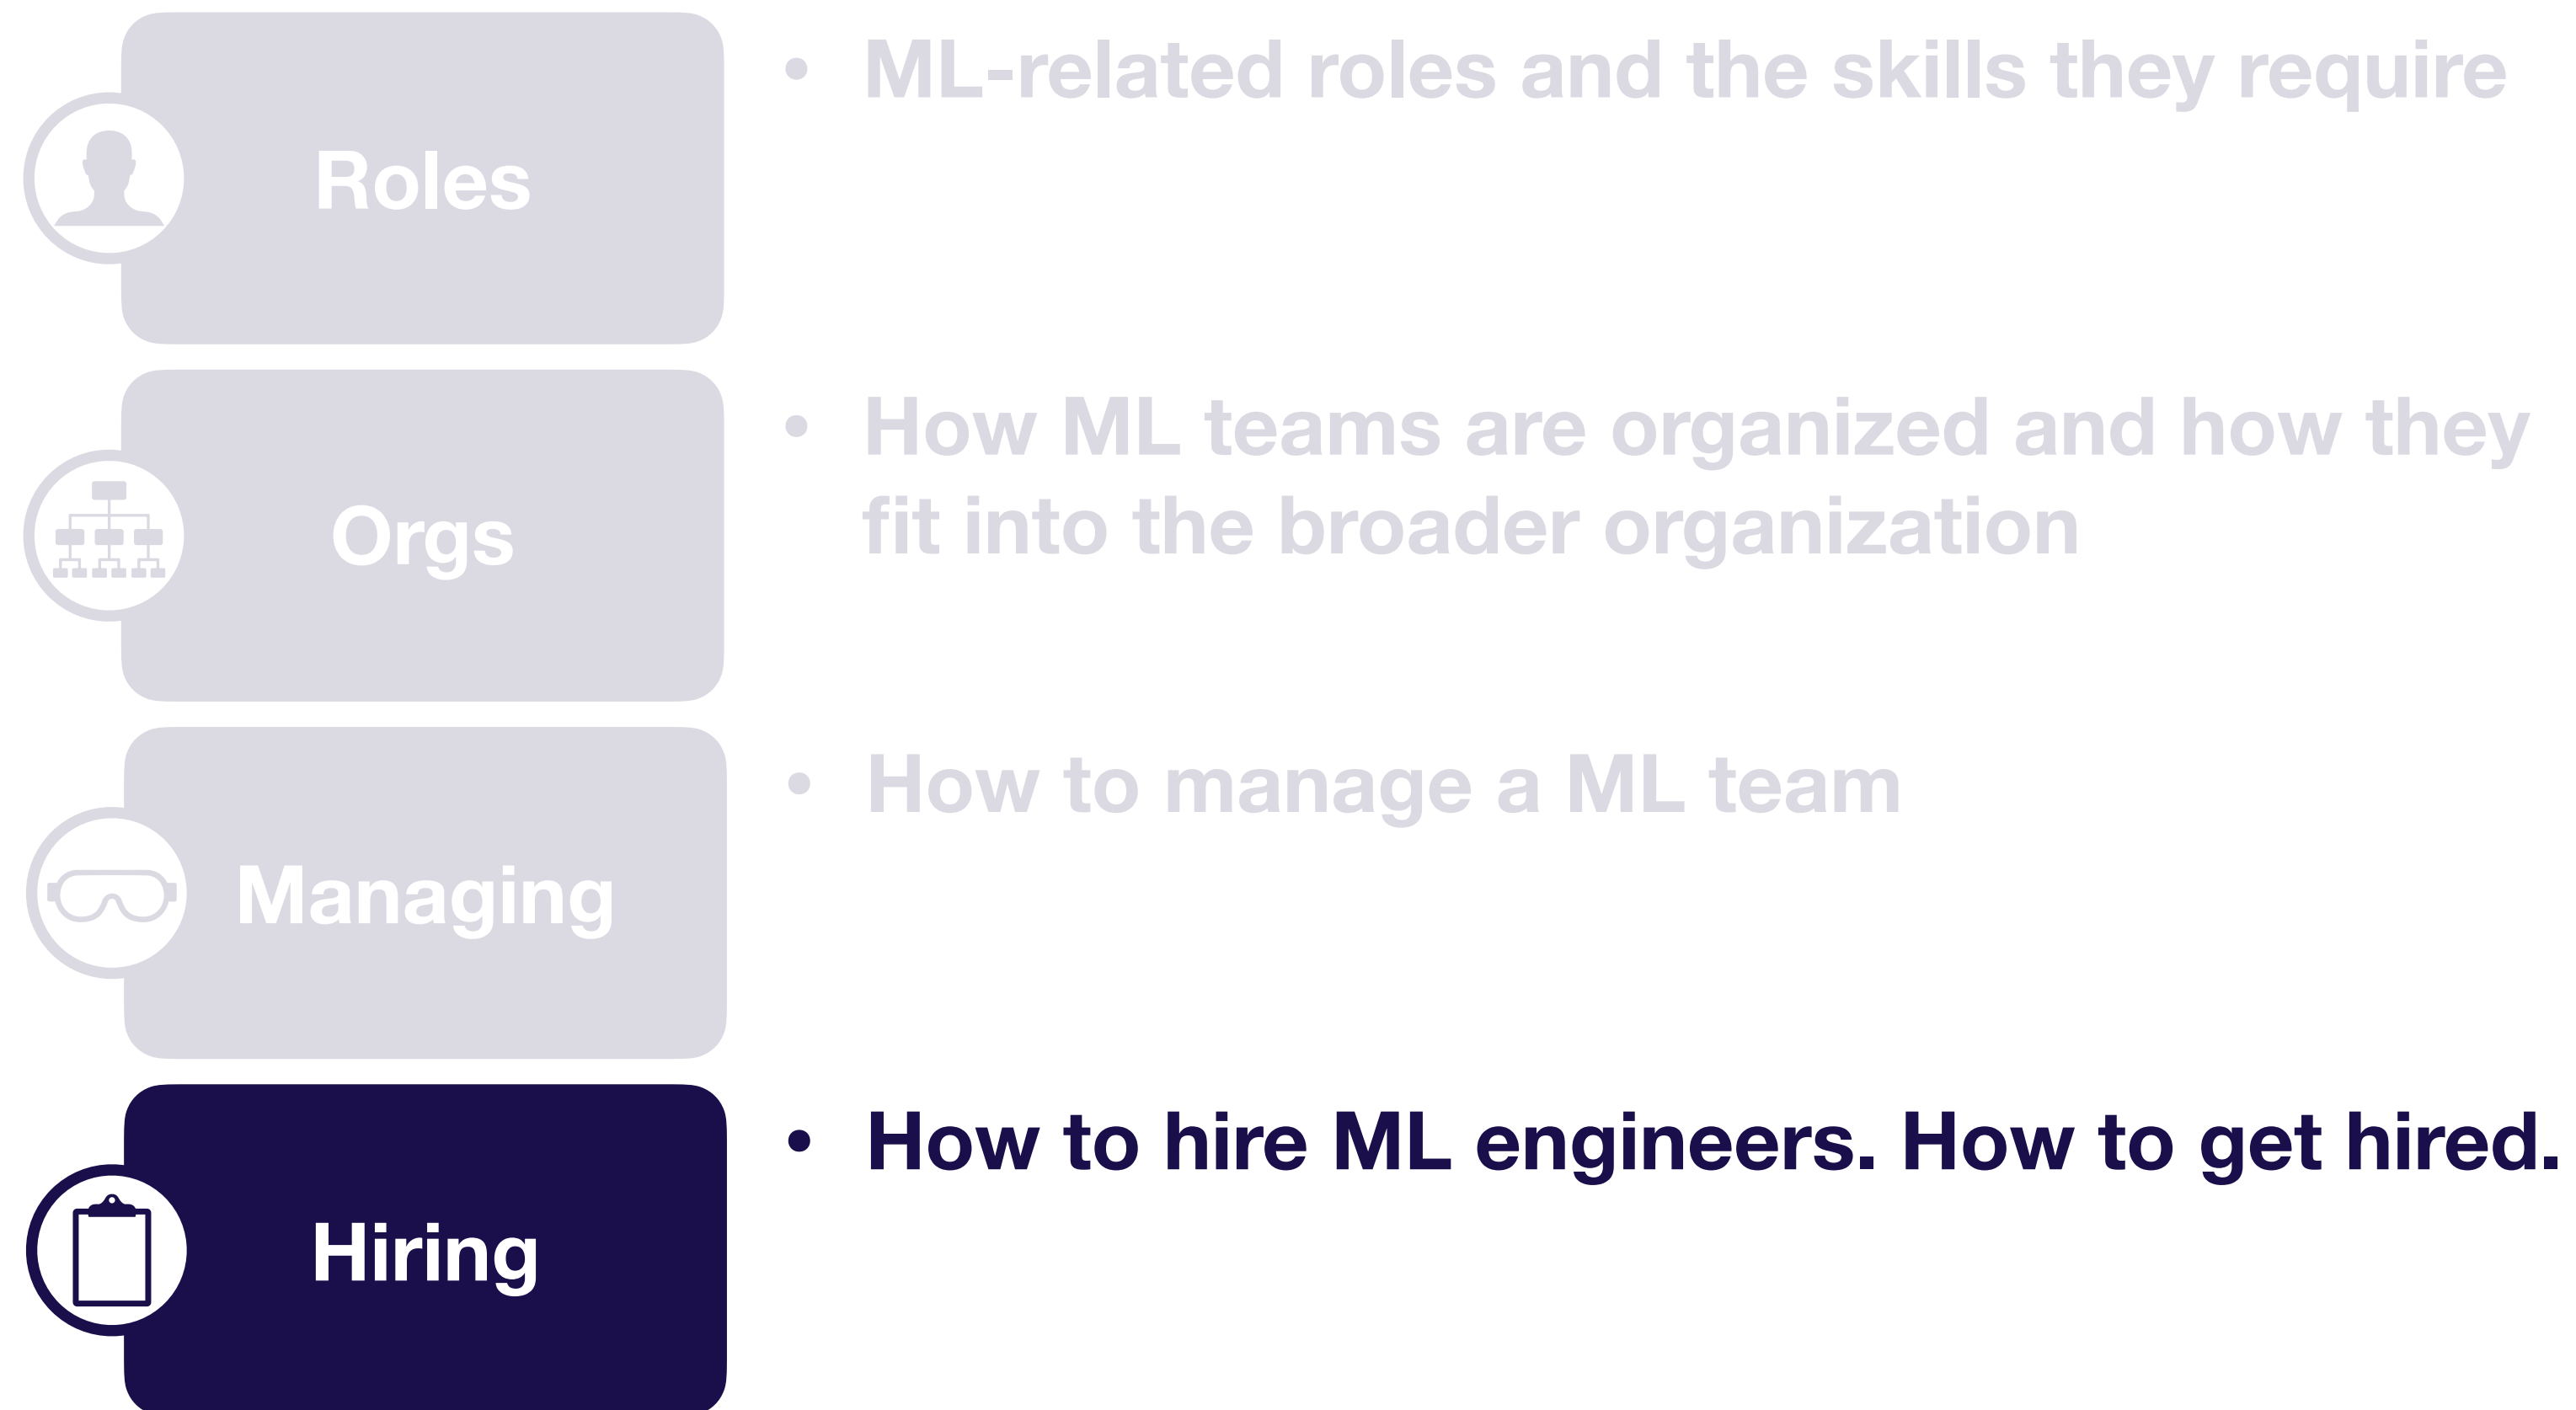 Roles
• ML-related roles and the skills they require
Orgs
• How ML teams are organized and how they
fit into the broader organization
Managing
• How to manage a ML team
Hiring
• How to hire ML engineers. How to get hired.